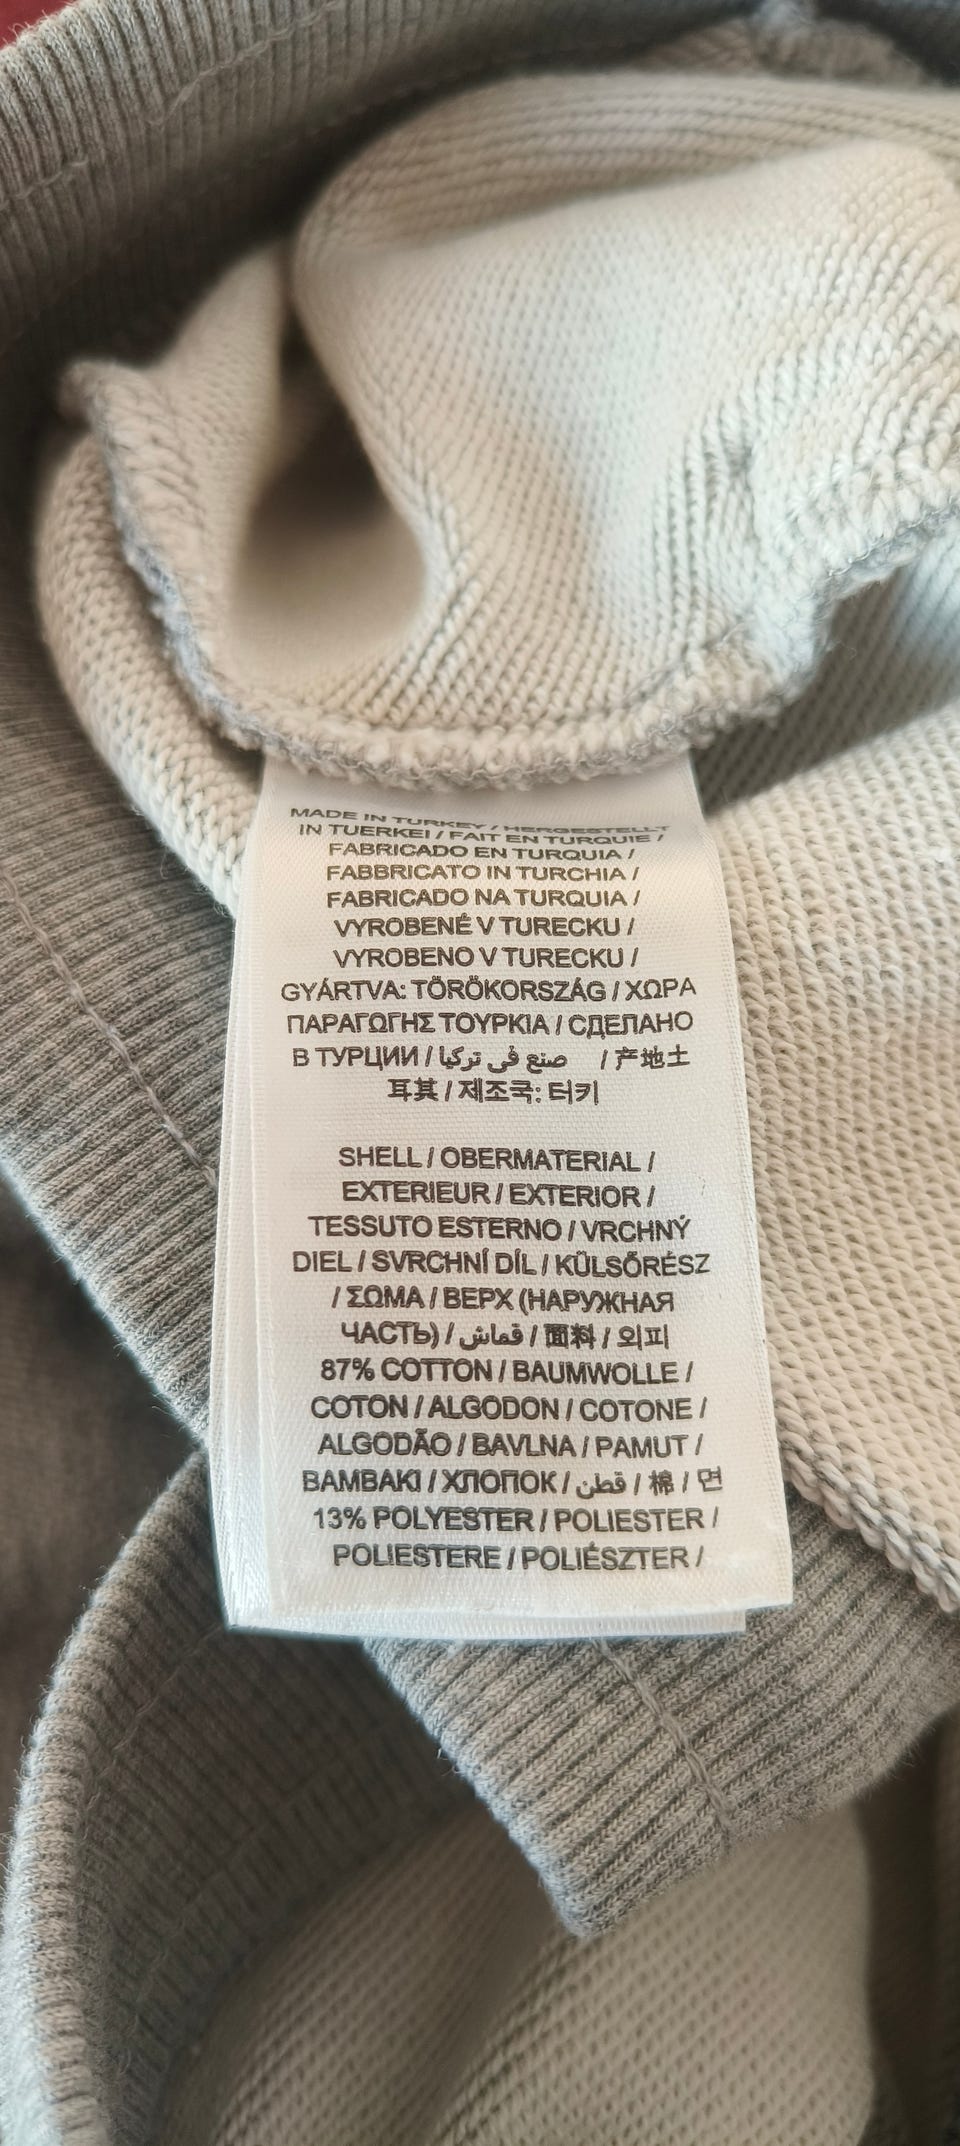 MADE IN TURKEY / HERGESTELLT
IN TUERKEI / FAIT EN TURQUIE /
FABRICADO EN TURQUIA /
FABBRICATO IN TURCHIA /
FABRICADO NA TURQUIA /
VYROBENÉ V TURECKU /
VYROBENO V TURECKU /
GYÁRTVA: TÖRÖKORSZÁG / ΧΩΡΑ
ΠΑΡΑΓΩΓΗΣ ΤΟΥΡΚΙΑ / СДЕЛАНО
В ТУРЦИИ / صنع في تركيا / 产地土
耳其 / 제조국: 터키
SHELL / OBERMATERIAL /
EXTERIEUR / EXTERIOR /
TESSUTO ESTERNO / VRCHNÝ
DIEL / SVRCHNÍ DÍL / KÜLSŐRÉSZ
/ ΣΩΜΑ / ВЕРХ (НАРУЖНАЯ
ЧАСТЬ) / قماش / 面料 / 외피
87% COTTON / BAUMWOLLE /
COTON / ALGODON / COTONE /
ALGODÃO / BAVLNA / PAMUT /
ΒΑΜΒΑΚΙ / ХЛОПОК / قطن / 棉 / 면
13% POLYESTER / POLIESTER /
POLIESTERE / POLIÉSZTER /